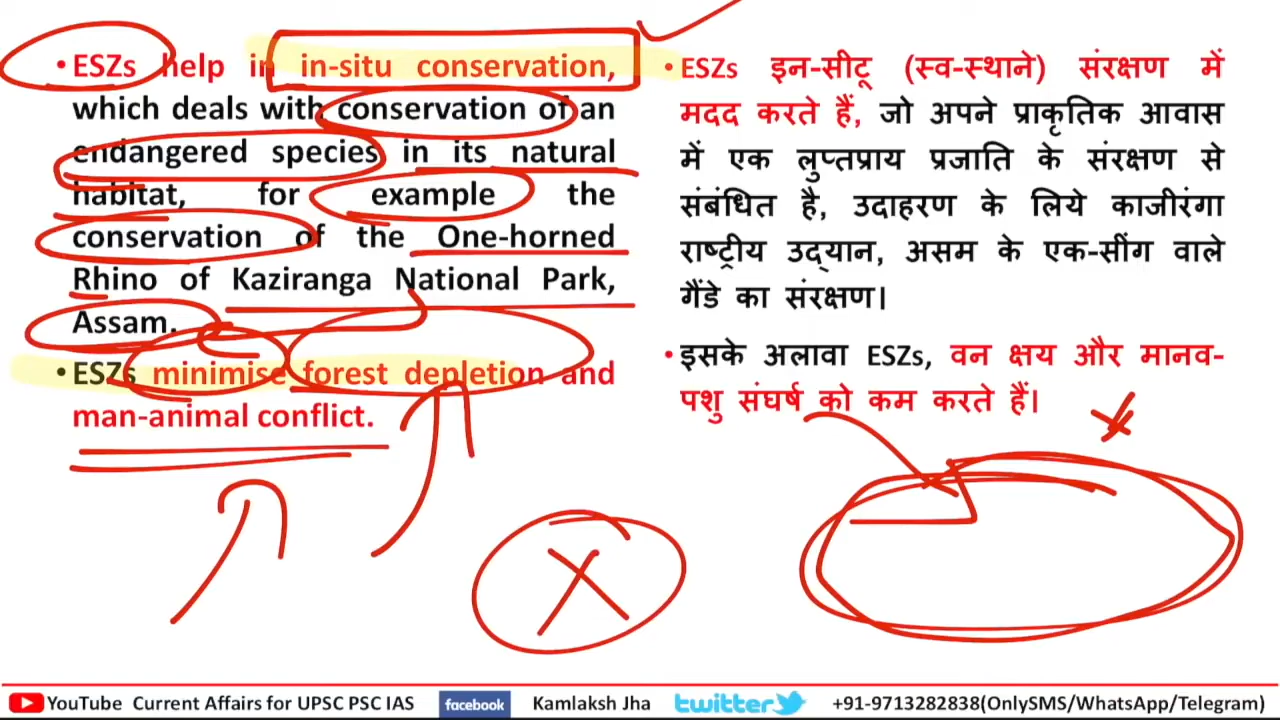 • ESZs help in in-situ conservation,
which deals with conservation of an
endangered species in its natural
habitat, for example the
conservation of the One-horned
Rhino of Kaziranga National Park,
Assam.
• ESZs minimise forest depletion and
man-animal conflict.
• ESZs इन-सीटू (स्व-स्थाने) संरक्षण में
मदद करते हैं, जो अपने प्राकृतिक आवास
में एक लुप्तप्राय प्रजाति के संरक्षण से
संबंधित है, उदाहरण के लिये काजीरंगा
राष्ट्रीय उद्यान, असम के एक-सींग वाले
गैंडे का संरक्षण।
• इसके अलावा ESZs, वन क्षय और मानव-
पशु संघर्ष को कम करते हैं।
YouTube Current Affairs for UPSC PSC IAS facebook Kamlaksh Jha twitter +91-9713282838(OnlySMS/WhatsApp/Telegram)